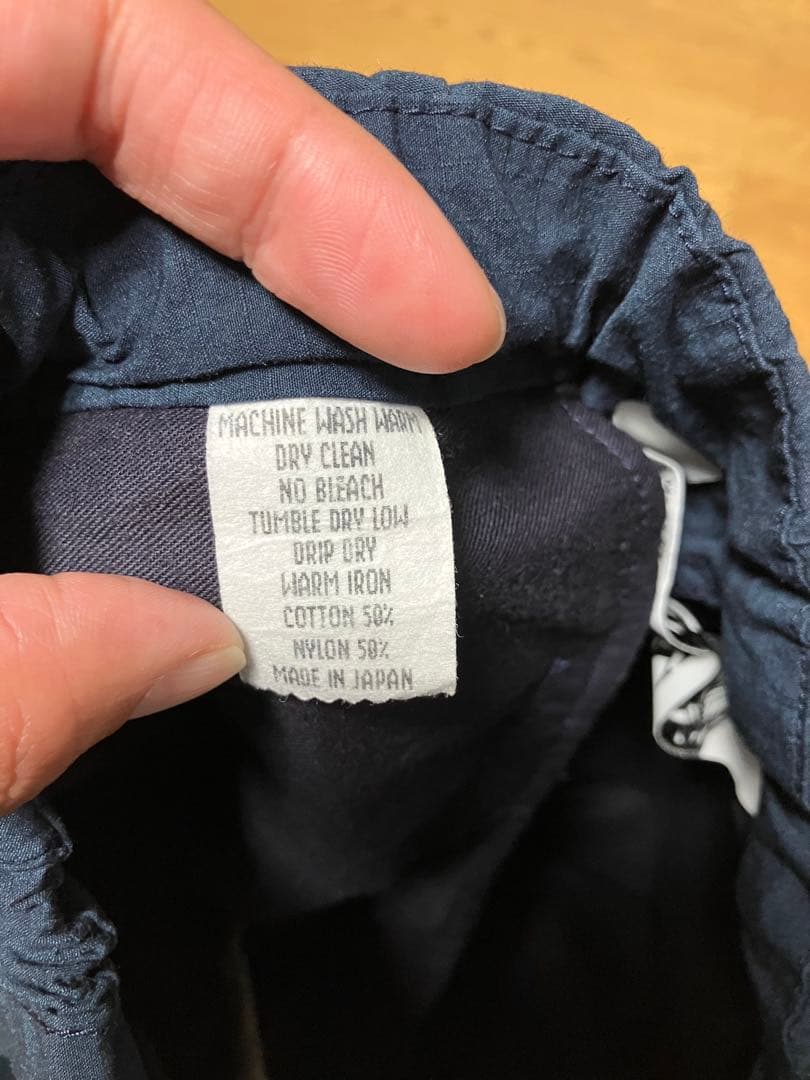 MACHINE WASH WARM
DRY CLEAN
NO BLEACH
TUMBLE DRY LOW
DRIP DRY
WARM IRON
COTTON 50%
NYLON 50%
MADE IN JAPAN